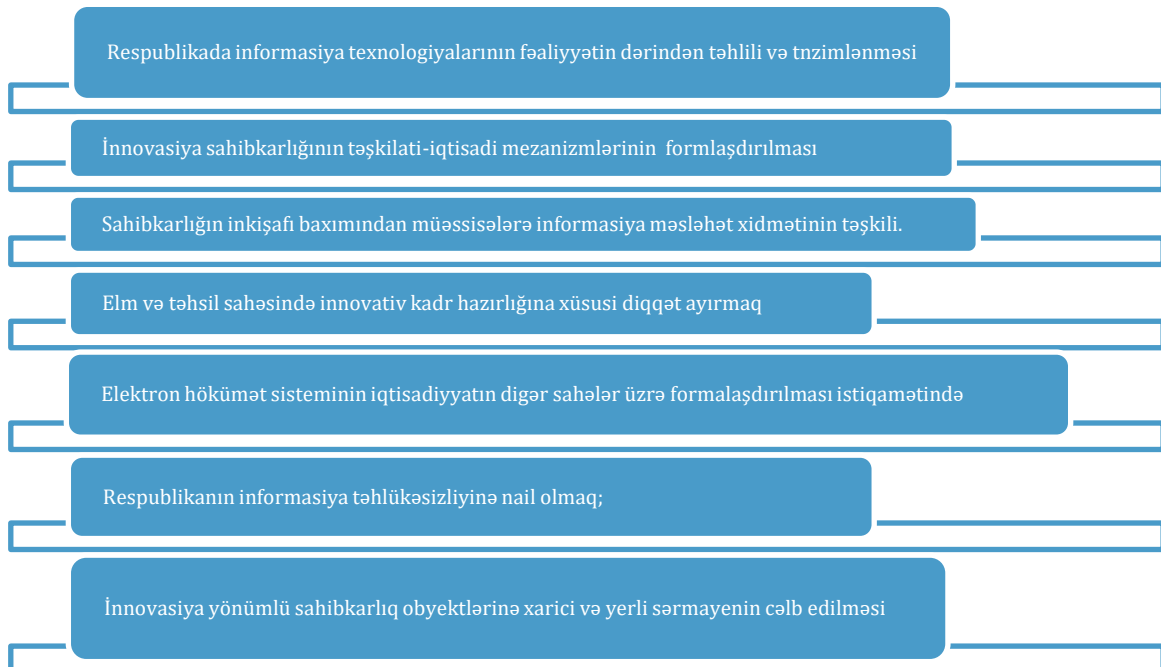 Respublikada informasiya texnologiyalarının fəaliyyətin dərindən təhlili və tnzimlənməsi
İnnovasiya sahibkarlığının təşkilati-iqtisadi mezanizmlərinin formlaşdırılması
Sahibkarlığın inkişafı baxımından müəssisələrə informasiya məsləhət xidmətinin təşkili.
Elm və təhsil sahəsində innovativ kadr hazırlığına xüsusi diqqət ayırmaq
Elektron hökümət sisteminin iqtisadiyyatın digər sahələr üzrə formalaşdırılması istiqamətində
Respublikanın informasiya təhlükəsizliyinə nail olmaq;
İnnovasiya yönümlü sahibkarlıq obyektlərinə xarici və yerli sərmayenin cəlb edilməsi